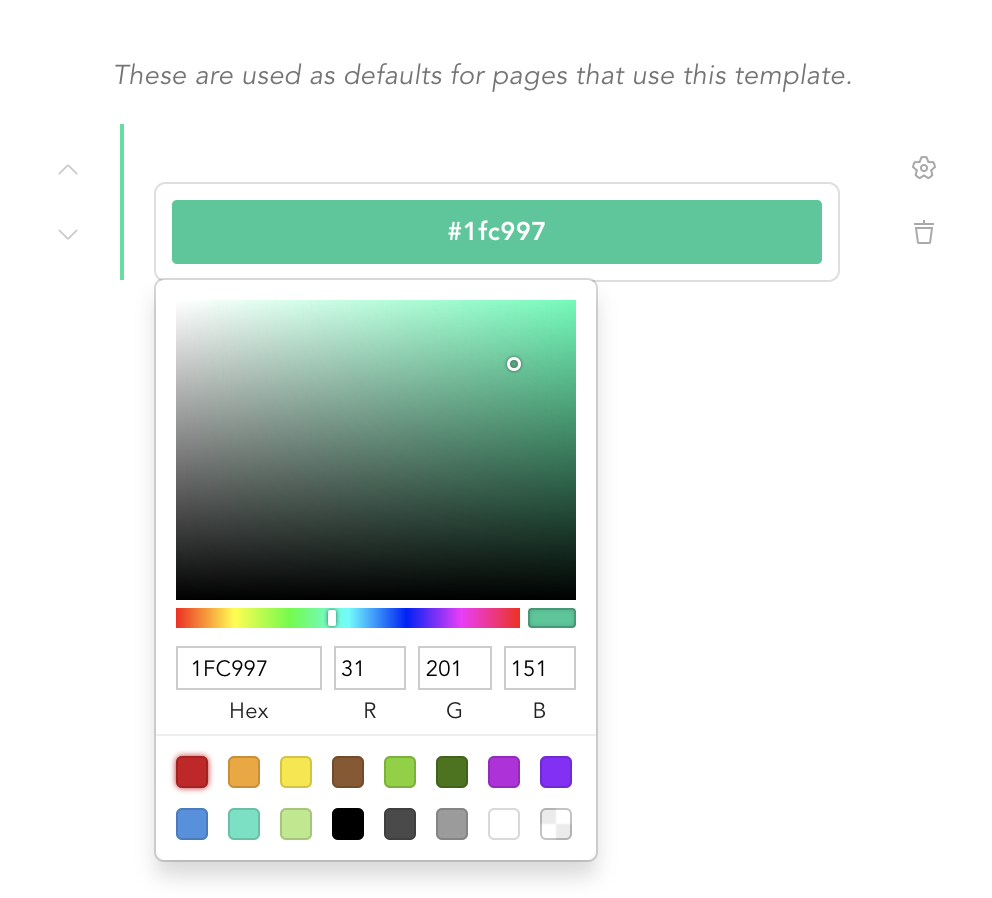 These are used as defaults for pages that use this template.
#1fc997
1FC997 31 201 151
Hex R G B